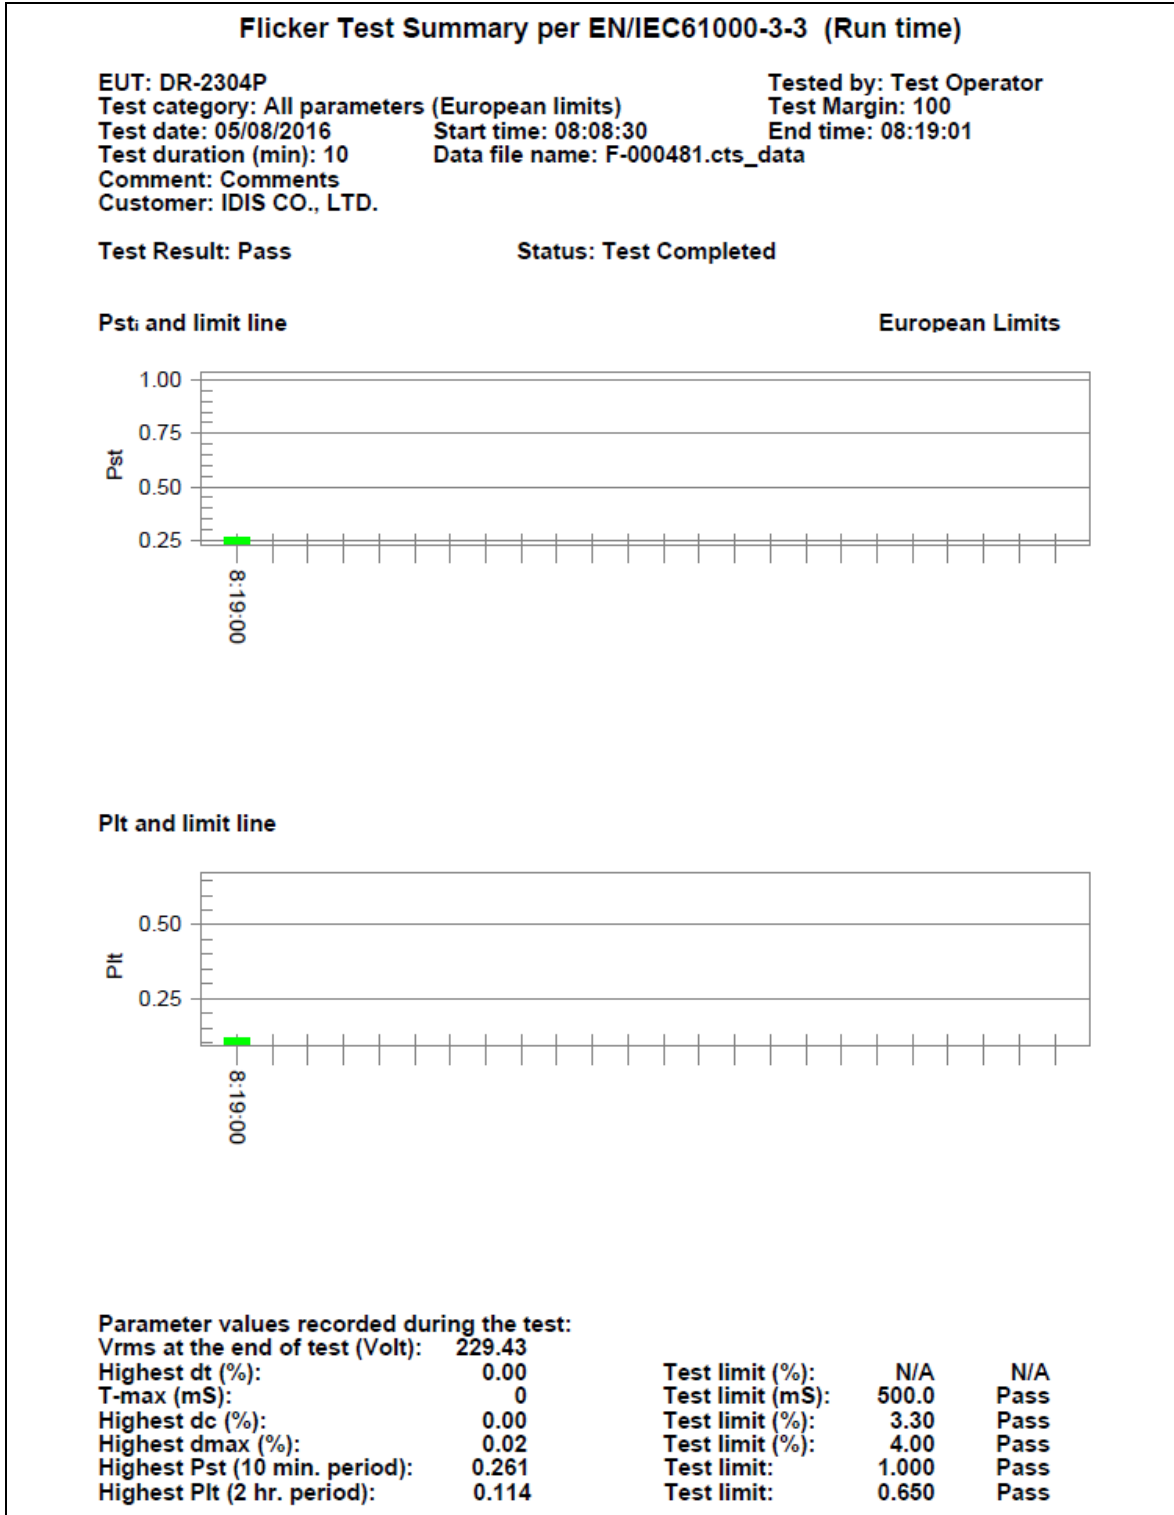 Flicker Test Summary per EN/IEC61000-3-3 (Run time)
EUT: DR-2304P Tested by: Test Operator
Test category: All parameters (European limits) Test Margin: 100
Test date: 05/08/2016 Start time: 08:08:30 End time: 08:19:01
Test duration (min): 10 Data file name: F-000481.cts_data
Comment: Comments
Customer: IDIS CO., LTD.
Test Result: Pass Status: Test Completed
Psti and limit line European Limits
1.00
0.75
Pst
0.50
0.25
8:19:00
Plt and limit line
0.50
Plt
0.25
8:19:00
Parameter values recorded during the test:
Vrms at the end of test (Volt): 229.43
Highest dt (%): 0.00 Test limit (%): N/A N/A
T-max (mS): 0 Test limit (mS): 500.0 Pass
Highest dc (%): 0.00 Test limit (%): 3.30 Pass
Highest dmax (%): 0.02 Test limit (%): 4.00 Pass
Highest Pst (10 min. period): 0.261 Test limit: 1.000 Pass
Highest Plt (2 hr. period): 0.114 Test limit: 0.650 Pass